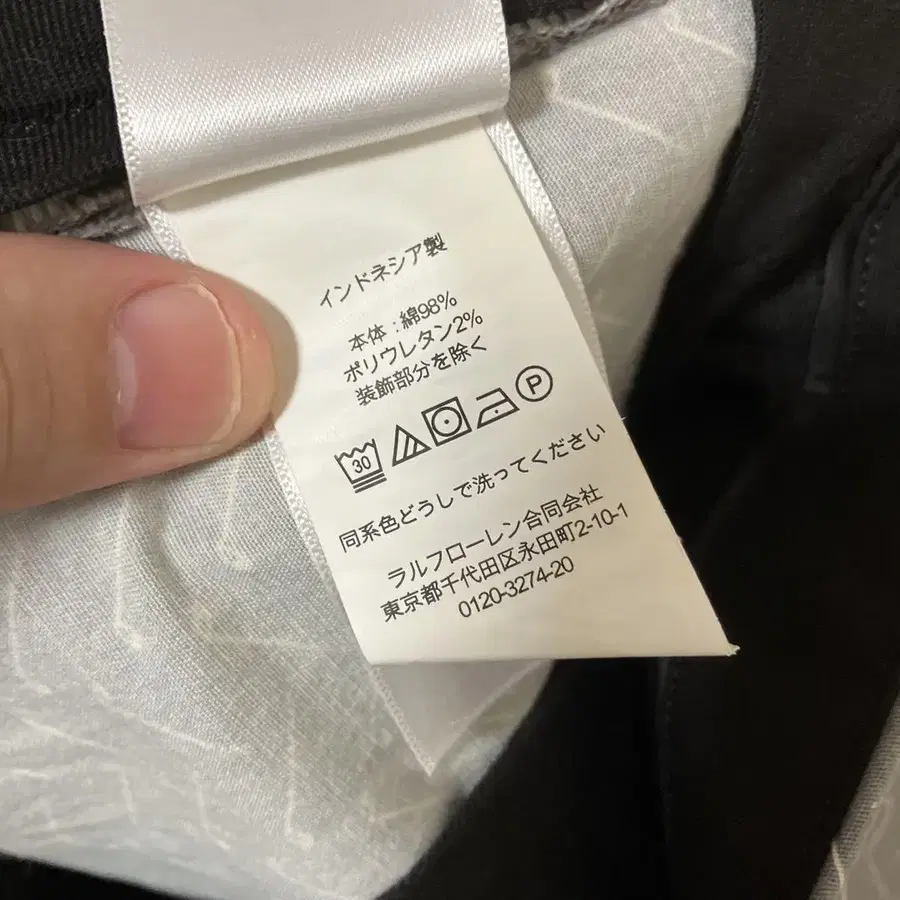 インドネシア製
本体:綿98%
ポリウレタン2%
装飾部分を除く
30 P
同系色どうしで洗ってください
ラルフローレン合同会社
東京都千代田区永田町2-10-1
0120-3274-20